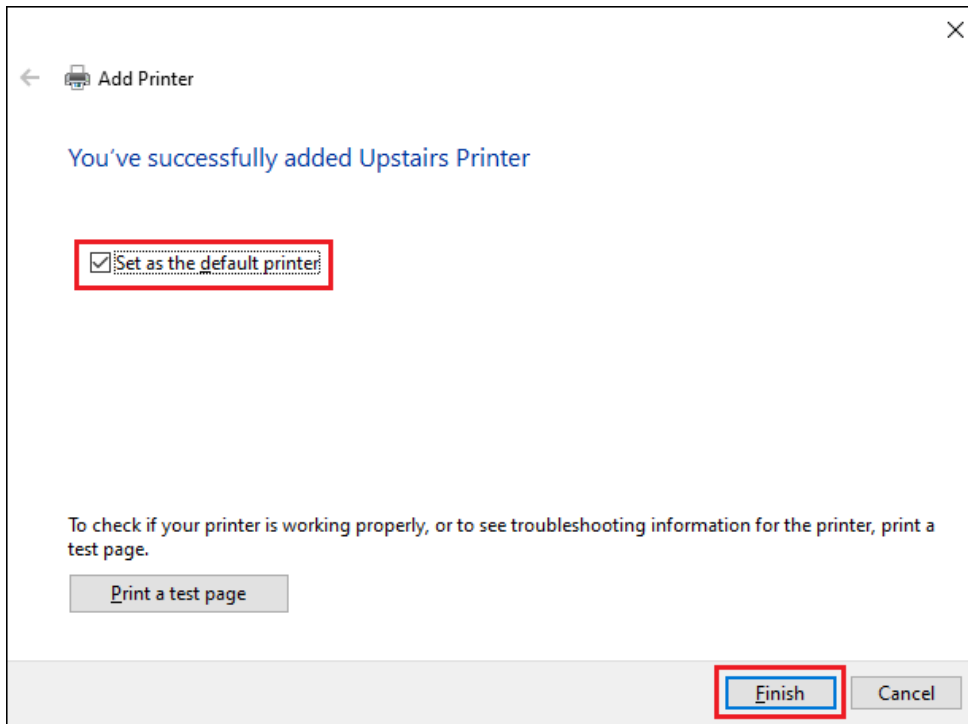 Add Printer
You've successfully added Upstairs Printer
Set as the default printer
To check if your printer is working properly, or to see troubleshooting information for the printer, print a
test page.
Print a test page
Finish
Cancel